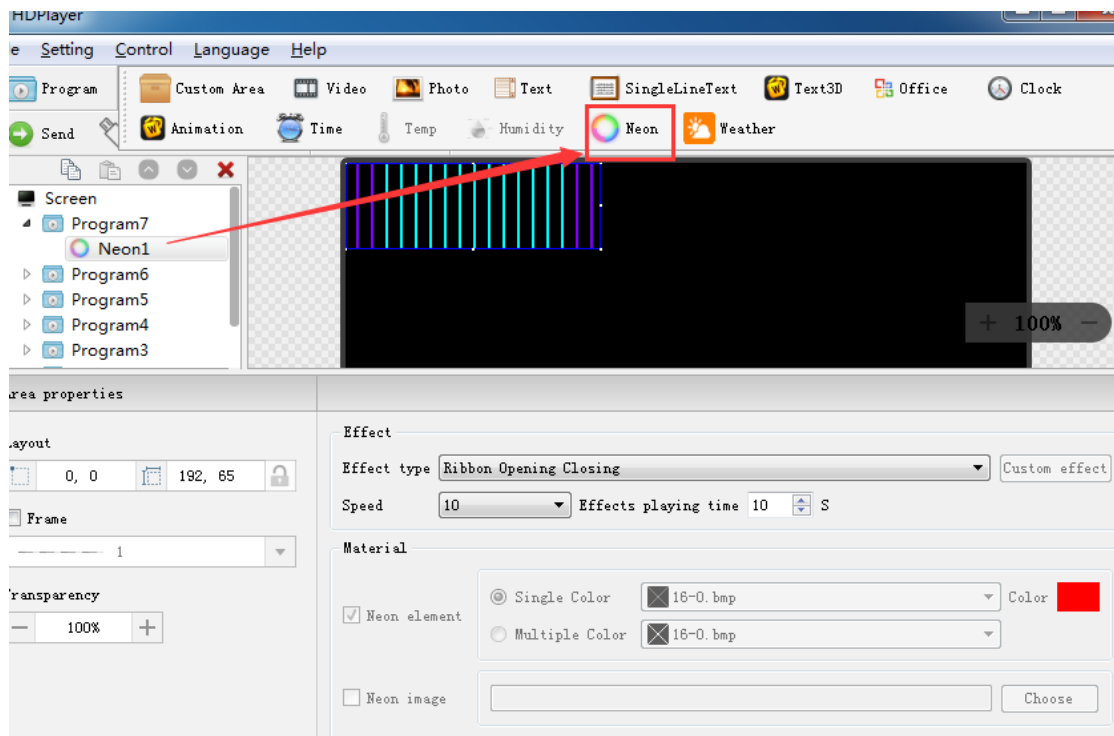 HDPlayer
e Setting Control Language Help
Program Custom Area Video Photo Text SingleLineText Text3D Office Clock
Send Animation Time Temp Humidity Neon Weather
Screen
Program7
Neon1
Program6
Program5
Program4
Program3
+ 100% −
area properties
Layout
0, 0 192, 65
Frame
1
Transparency
− 100% +
Effect
Effect type Ribbon Opening Closing Custom effect
Speed 10 Effects playing time 10 S
Material
Neon element
Single Color 16-0.bmp Color
Multiple Color 16-0.bmp
Neon image Choose